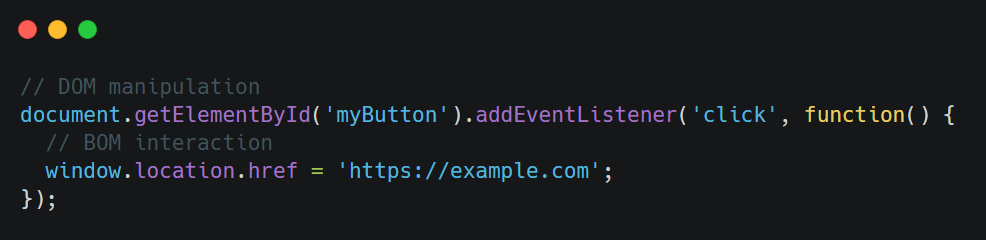 // DOM manipulation
document.getElementById('myButton').addEventListener('click', function() {
  // BOM interaction
  window.location.href = 'https://example.com';
});